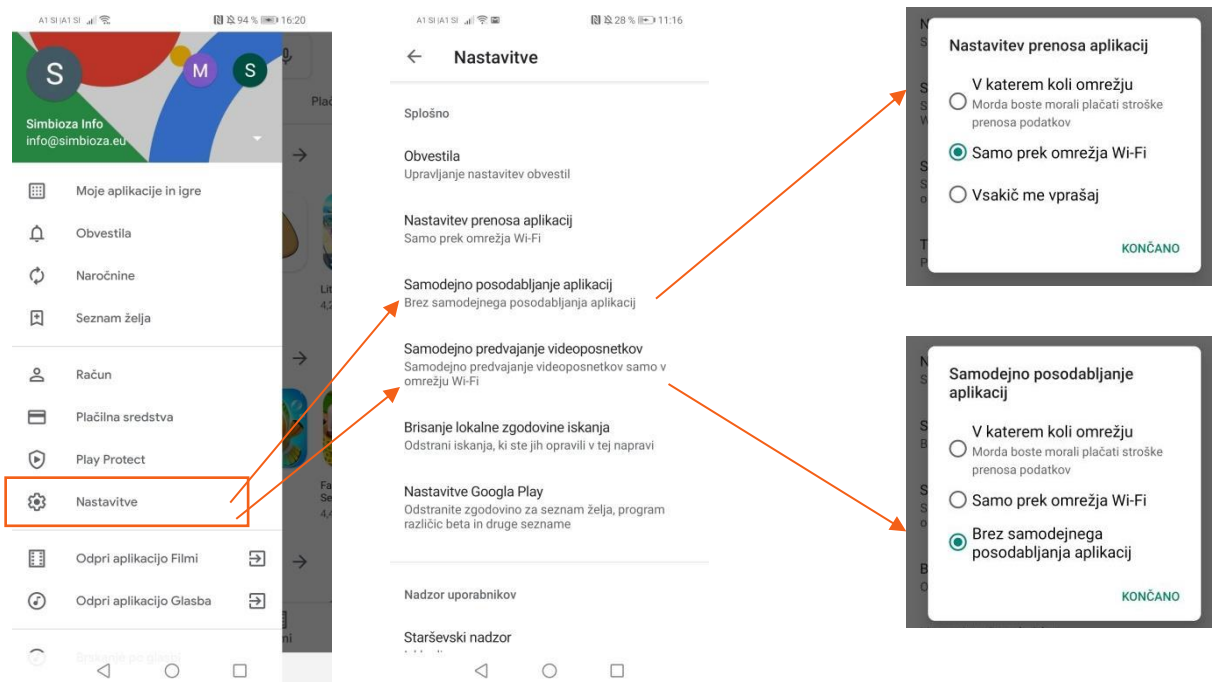 A1 SI |A1 SI
94 % 16:20
S
M
S
Simbioza Info
info@simbioza.eu
Moje aplikacije in igre
Obvestila
Naročnine
Seznam želja
Račun
Plačilna sredstva
Play Protect
Nastavitve
Odpri aplikacijo Filmi
Odpri aplikacijo Glasba
A1 SI |A1 SI
28 % 11:16
Nastavitve
Splošno
Obvestila
Upravljanje nastavitev obvestil
Nastavitev prenosa aplikacij
Samo prek omrežja Wi-Fi
Samodejno posodabljanje aplikacij
Brez samodejnega posodabljanja aplikacij
Samodejno predvajanje videoposnetkov
Samodejno predvajanje videoposnetkov samo v
omrežju Wi-Fi
Brisanje lokalne zgodovine iskanja
Odstrani iskanja, ki ste jih opravili v tej napravi
Nastavitve Googla Play
Odstranite zgodovino za seznam želja, program
različic beta in druge sezname
Nadzor uporabnikov
Starševski nadzor
Nastavitev prenosa aplikacij
V katerem koli omrežju
Morda boste morali plačati stroške
prenosa podatkov
Samo prek omrežja Wi-Fi
Vsakič me vprašaj
KONČANO
Samodejno posodabljanje
aplikacij
V katerem koli omrežju
Morda boste morali plačati stroške
prenosa podatkov
Samo prek omrežja Wi-Fi
Brez samodejnega
posodabljanja aplikacij
KONČANO